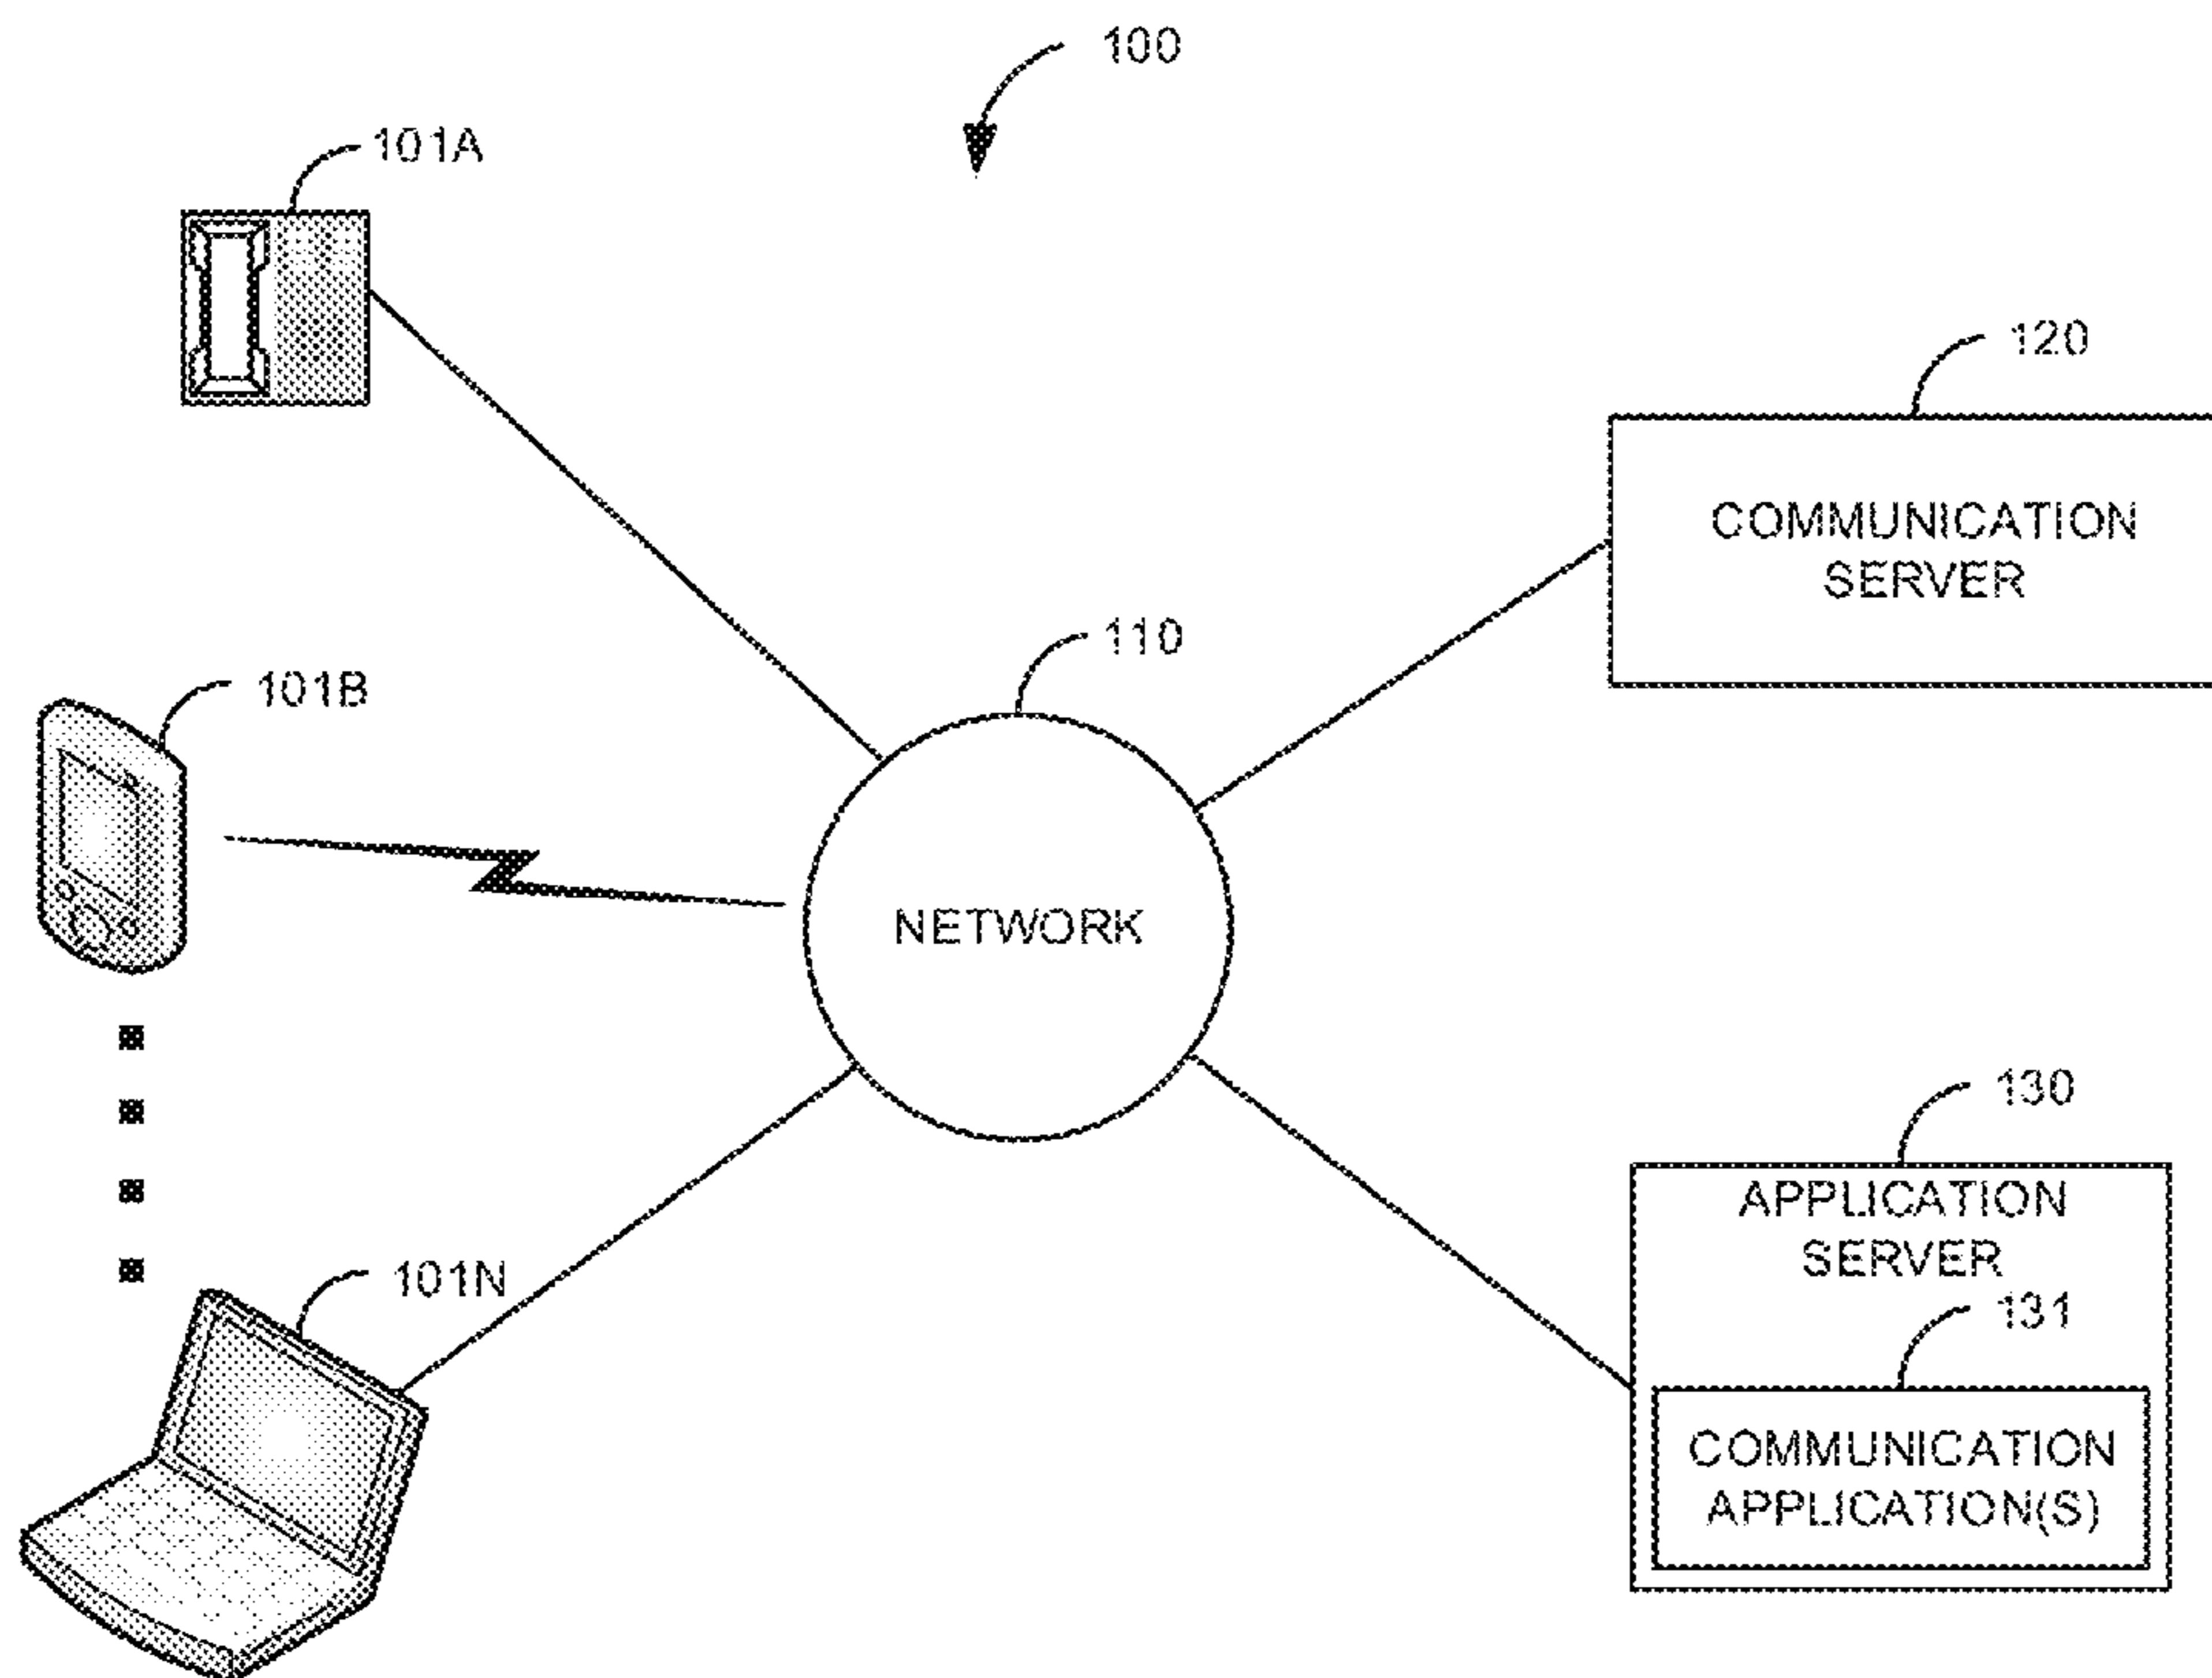 100
101A
120
COMMUNICATION
SERVER
110
101B
NETWORK
130
APPLICATION
SERVER
101N
131
COMMUNICATION
APPLICATION(S)